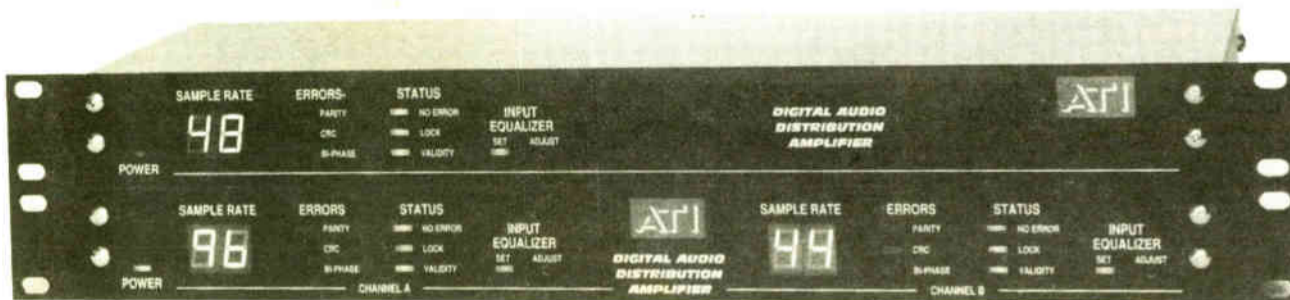 SAMPLE RATE ERRORS- STATUS
48
PARITY NO ERROR
CRC LOCK
BI-PHASE VALIDITY
INPUT
EQUALIZER
SET ADJUST
POWER
DIGITAL AUDIO
DISTRIBUTION
AMPLIFIER
ATI
SAMPLE RATE ERRORS STATUS
96
PARITY NO ERROR
CRC LOCK
BI-PHASE VALIDITY
INPUT
EQUALIZER
SET ADJUST
POWER
CHANNEL A
ATI
DIGITAL AUDIO
DISTRIBUTION
AMPLIFIER
SAMPLE RATE ERRORS STATUS
44
PARITY NO ERROR
CRC LOCK
BI-PHASE VALIDITY
INPUT
EQUALIZER
SET ADJUST
CHANNEL B